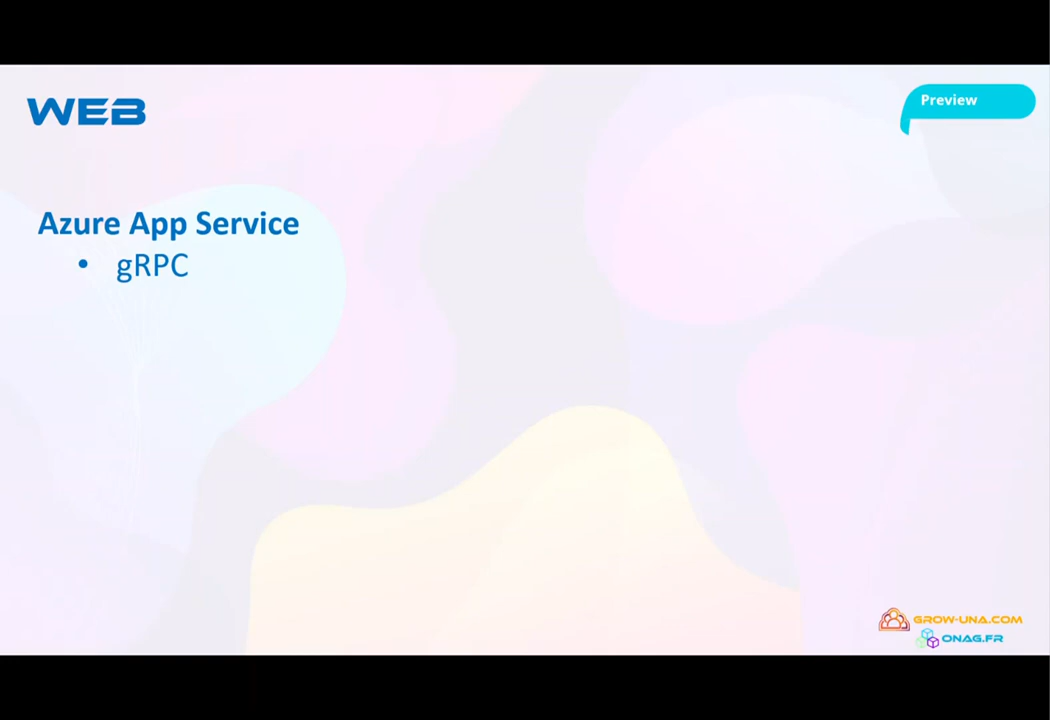 WEB
Preview
Azure App Service
• gRPC
GROW-UNA.COM
ONAG.FR